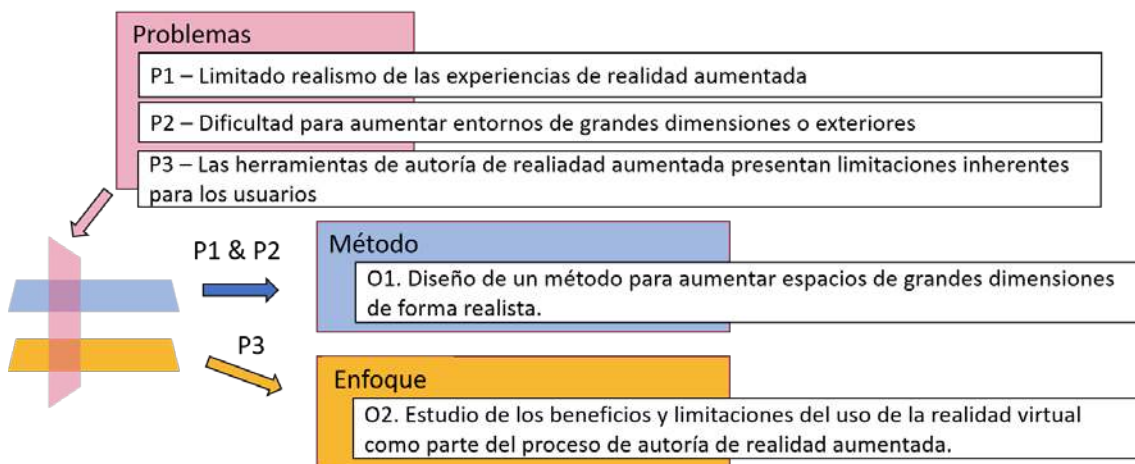 Problemas
P1 – Limitado realismo de las experiencias de realidad aumentada
P2 – Dificultad para aumentar entornos de grandes dimensiones o exteriores
P3 – Las herramientas de autoría de realiadad aumentada presentan limitaciones inherentes
para los usuarios
P1 & P2
Método
O1. Diseño de un método para aumentar espacios de grandes dimensiones
de forma realista.
P3
Enfoque
O2. Estudio de los beneficios y limitaciones del uso de la realidad virtual
como parte del proceso de autoría de realidad aumentada.